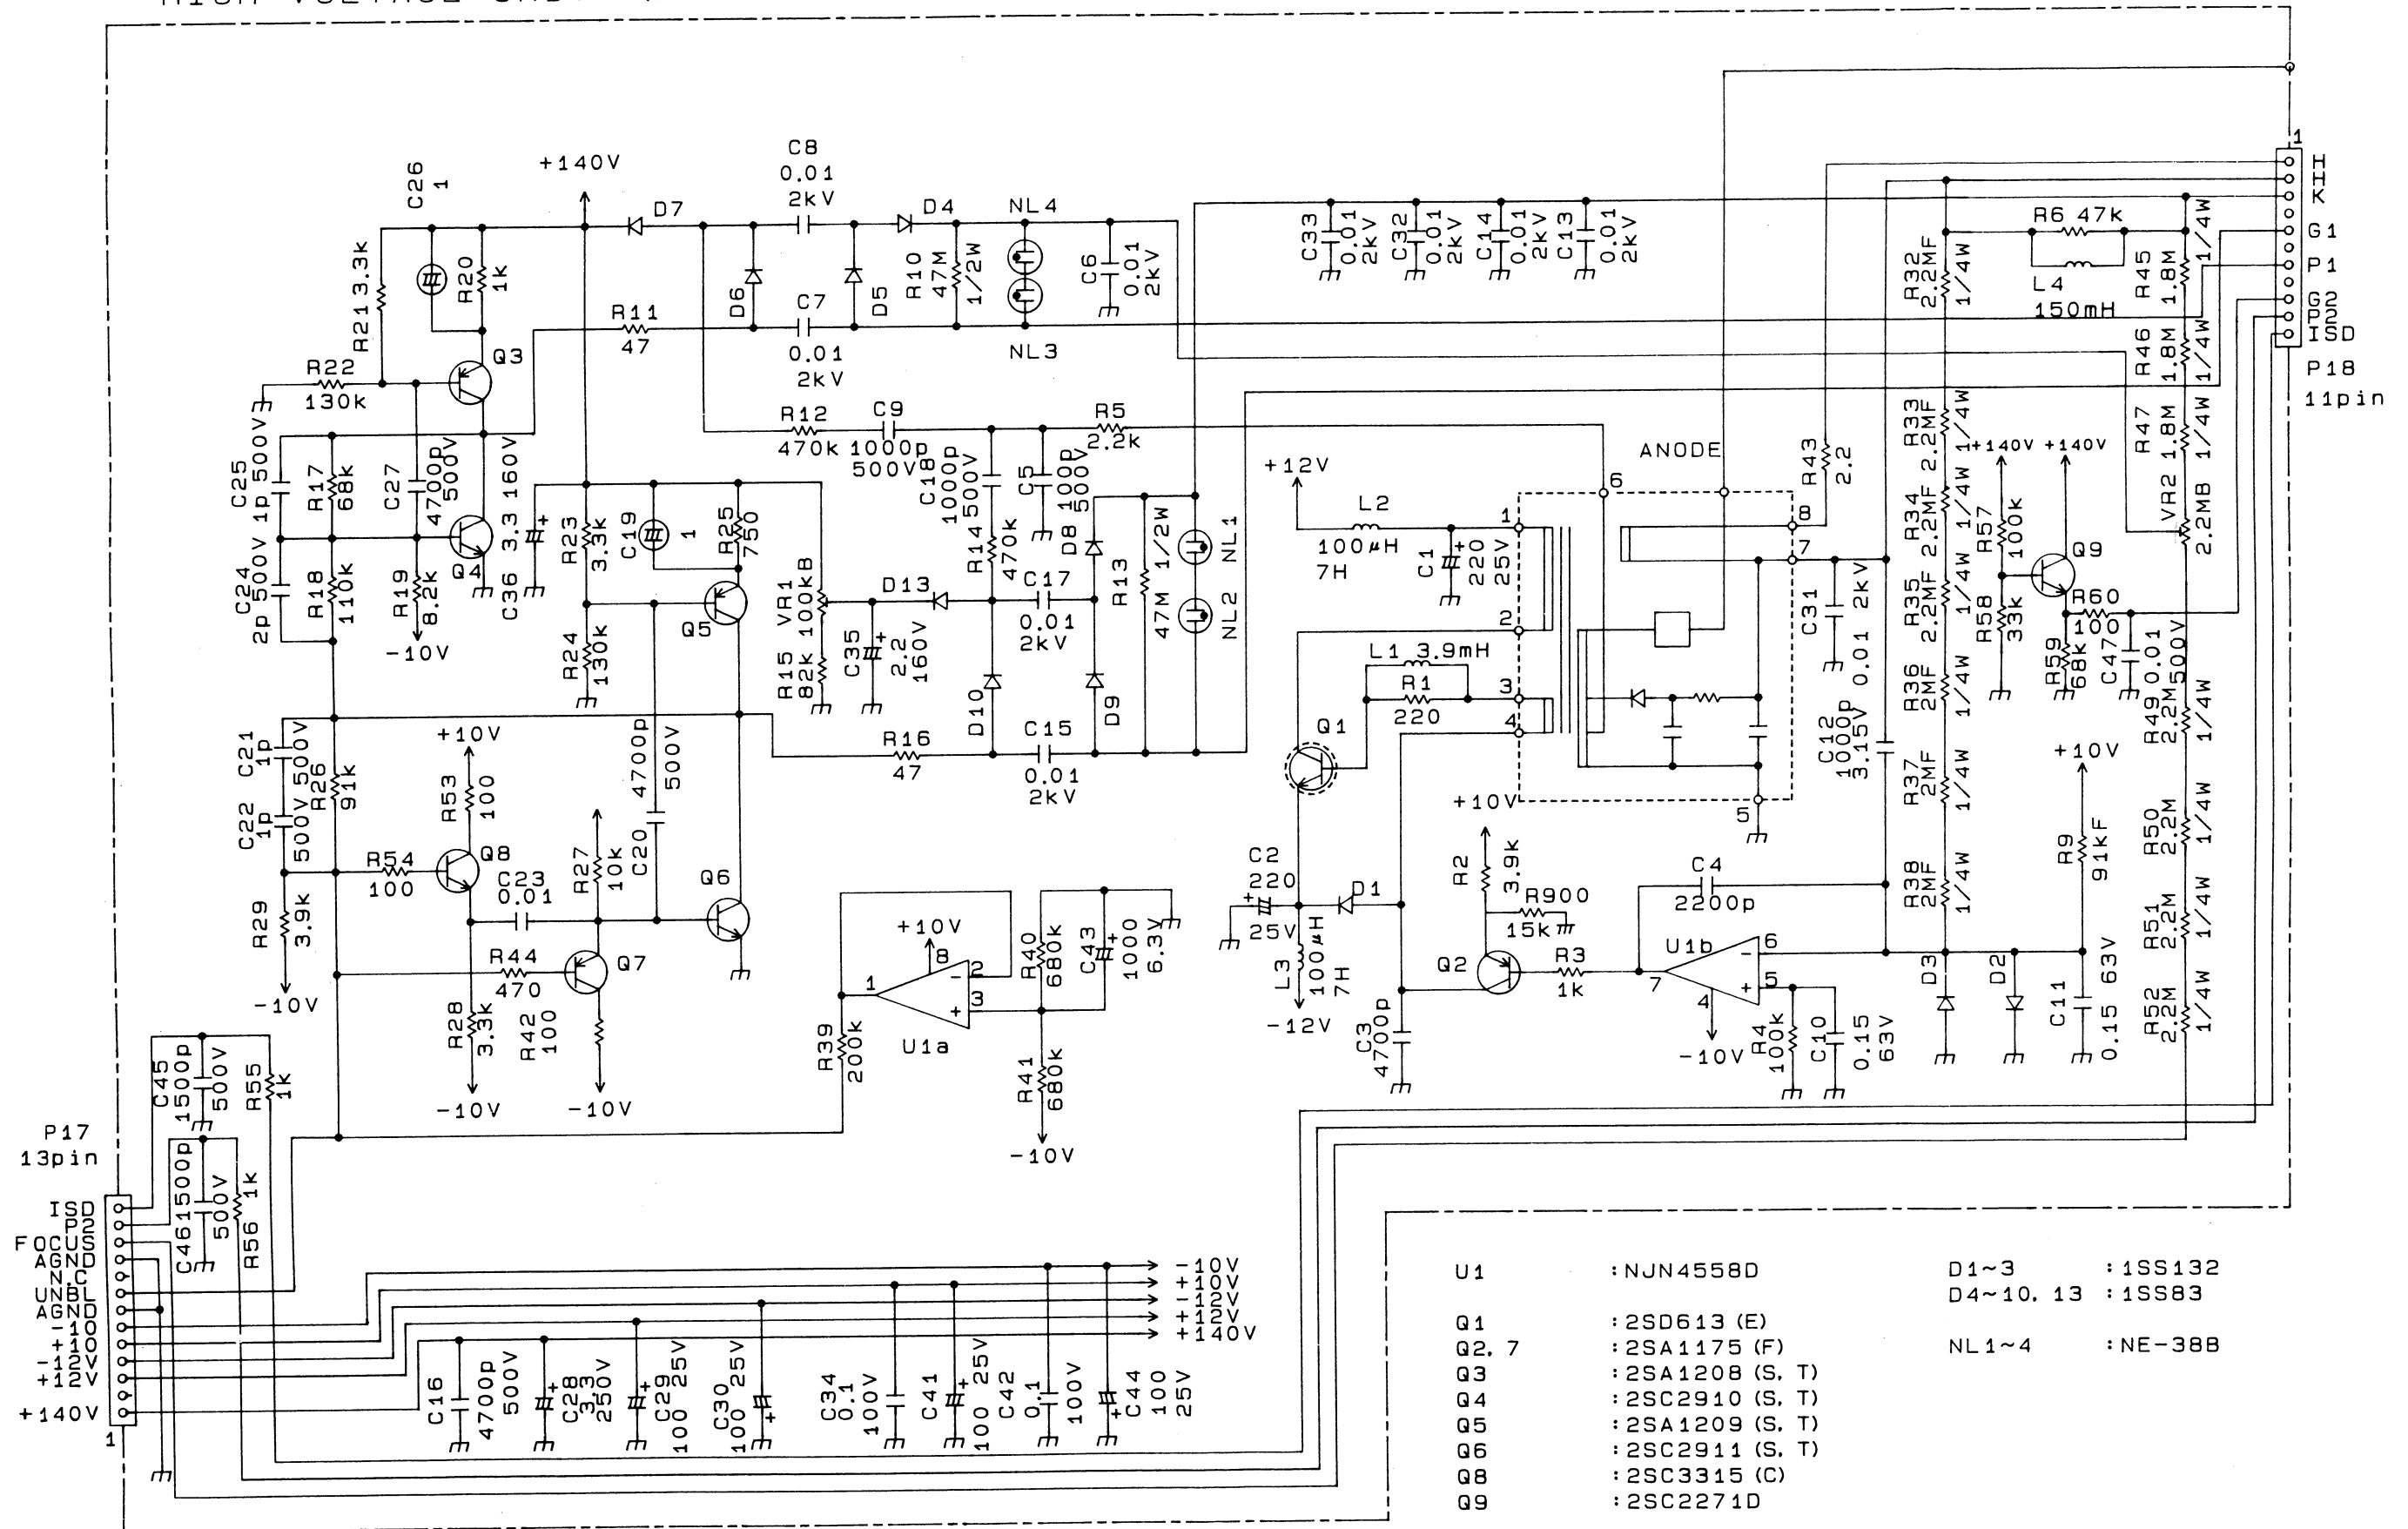 C26
1
+140V
C8
0.01
2kV
D7
D4
NL4
R21 3.3k
R20
1k
D6
C7
0.01
2kV
D5
R10
47M
1/2W
NL3
C6
0.01
2kV
C33
0.01
2kV
C32
0.01
2kV
C14
0.01
2kV
C13
0.01
2kV
R11
47
Q3
R22
130k
R32
2.2MF
1/4W
R6 47k
L4
150mH
R45
1.8M
1/4W
R46
1.8M
1/4W
1
H
H
K
G1
P1
G2
P2
ISD
P18
11pin
C25
1p 500V
R17
68k
C27
4700p
500V
Q4
C24
2p 500V
R18
110k
R19
8.2k
-10V
C36
3.3 160V
R23
3.3k
C19
1
R25
750
R12
470k
C9
1000p
500V
C18
1000p
500V
C5
100p
500V
R5
2.2k
R14
470k
D8
R13
47M 1/2W
NL1
NL2
Q5
R24
130k
VR1
100kB
R15
82k
C35
2.2
160V
D13
C17
0.01
2kV
D10
D9
R16
47
C15
0.01
2kV
+12V
L2
100μH
7H
C1
220
25V
ANODE
1
2
3
4
5
6
7
8
L1 3.9mH
R1
220
Q1
R43
2.2
C31
0.01 2kV
C12
1000p
3.15V
R33
2.2MF
1/4W
R34
2.2MF
1/4W
R35
2.2MF
1/4W
R36
2MF
1/4W
R37
2MF
1/4W
R38
2MF
1/4W
+140V
+140V
R57
100k
R58
33k
Q9
R60
100
R59
68k
C47
0.01
500V
R47
1.8M
1/4W
VR2
2.2MB
R49
2.2M
1/4W
R50
2.2M
1/4W
R51
2.2M
1/4W
R52
2.2M
1/4W
C21
1p
500V
C22
1p
500V
R26
91k
R29
3.9k
-10V
+10V
R53
100
R54
100
Q8
C23
0.01
R27
10k
C20
4700p
500V
Q6
R44
470
Q7
R28
3.3k
-10V
R42
100
-10V
+10V
8
2
3
1
-
+
U1a
R39
200k
R40
680k
C43
1000
6.3V
R41
680k
-10V
C2
220
25V
D1
L3
100μH
7H
-12V
+10V
R2
3.9k
R900
15k
Q2
R3
1k
C3
4700p
C4
2200p
U1b
6
5
7
4
-
+
-10V
R4
100k
C10
0.15
63V
D3
D2
C11
0.15 63V
+10V
R9
91kF
C45
1500p
500V
R55
1k
C46
1500p
500V
R56
1k
P17
13pin
ISD
P2
FOCUS
AGND
N.C
UNBL
AGND
-10
+10
-12V
+12V
+140V
1
-10V
+10V
-12V
+12V
+140V
C16
4700p
500V
C28
3.3
250V
C29
100 25V
C30
100 25V
C34
0.1
100V
C41
100 25V
C42
0.1
100V
C44
100
25V
U1 :NJN4558D
Q1 :2SD613 (E)
Q2, 7 :2SA1175 (F)
Q3 :2SA1208 (S, T)
Q4 :2SC2910 (S, T)
Q5 :2SA1209 (S, T)
Q6 :2SC2911 (S, T)
Q8 :2SC3315 (C)
Q9 :2SC2271D
D1~3 :1SS132
D4~10, 13 :1SS83
NL1~4 :NE-38B